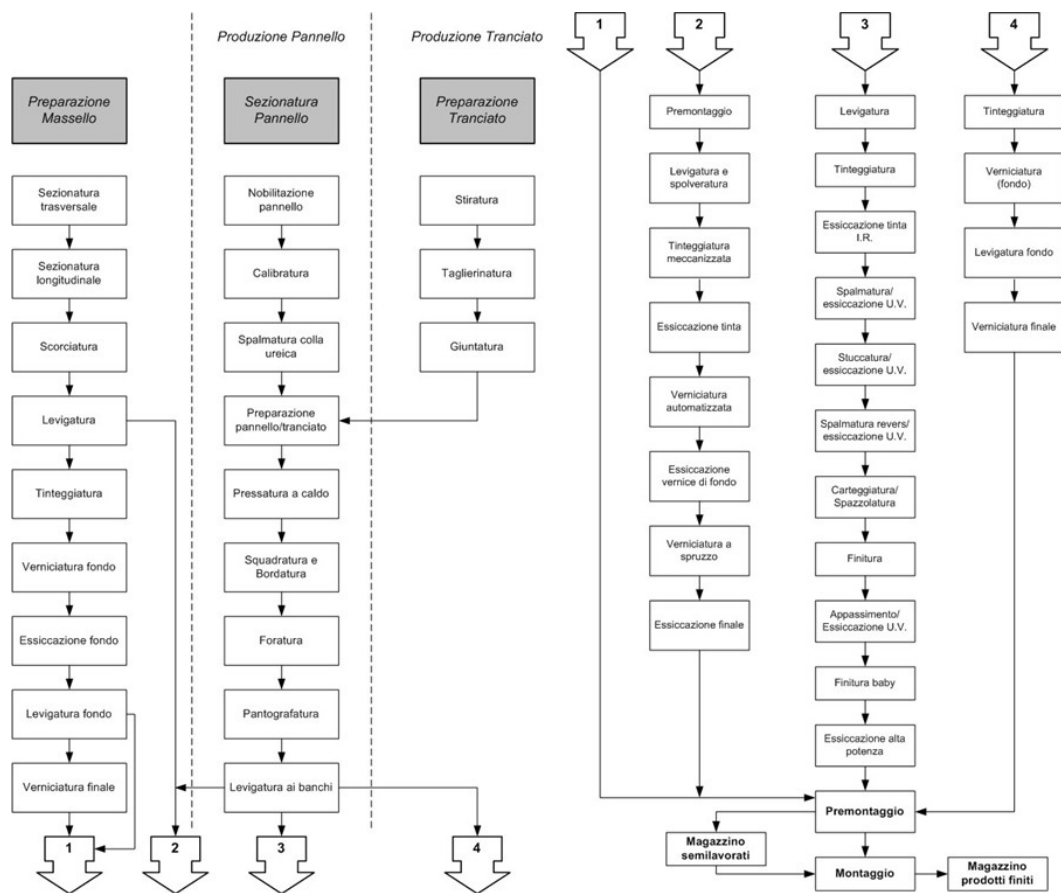 Produzione Pannello
Produzione Tranciato
Preparazione
Massello
Sezionatura
Pannello
Preparazione
Tranciato
Sezionatura
trasversale
Sezionatura
longitudinale
Scorciatura
Levigatura
Tinteggiatura
Verniciatura fondo
Essiccazione fondo
Levigatura fondo
Verniciatura finale
1
2
Nobilitazione
pannello
Calibratura
Spalmatura colla
ureica
Preparazione
pannello/tranciato
Pressatura a caldo
Squadratura e
Bordatura
Foratura
Pantografatura
Levigatura ai banchi
3
Stiratura
Taglierinatura
Giuntatura
4
1
2
Premontaggio
Levigatura e
spolveratura
Tinteggiatura
meccanizzata
Essiccazione tinta
Verniciatura
automatizzata
Essiccazione
vernice di fondo
Verniciatura a
spruzzo
Essiccazione finale
3
Levigatura
Tinteggiatura
Essiccazione tinta
I.R.
Spalmatura/
essiccazione U.V.
Stuccatura/
essiccazione U.V.
Spalmatura revers/
essiccazione U.V.
Carteggiatura/
Spazzolatura
Finitura
Appassimento/
Essiccazione U.V.
Finitura baby
Essiccazione alta
potenza
4
Tinteggiatura
Verniciatura
(fondo)
Levigatura fondo
Verniciatura finale
Premontaggio
Magazzino
semilavorati
Montaggio
Magazzino
prodotti finiti